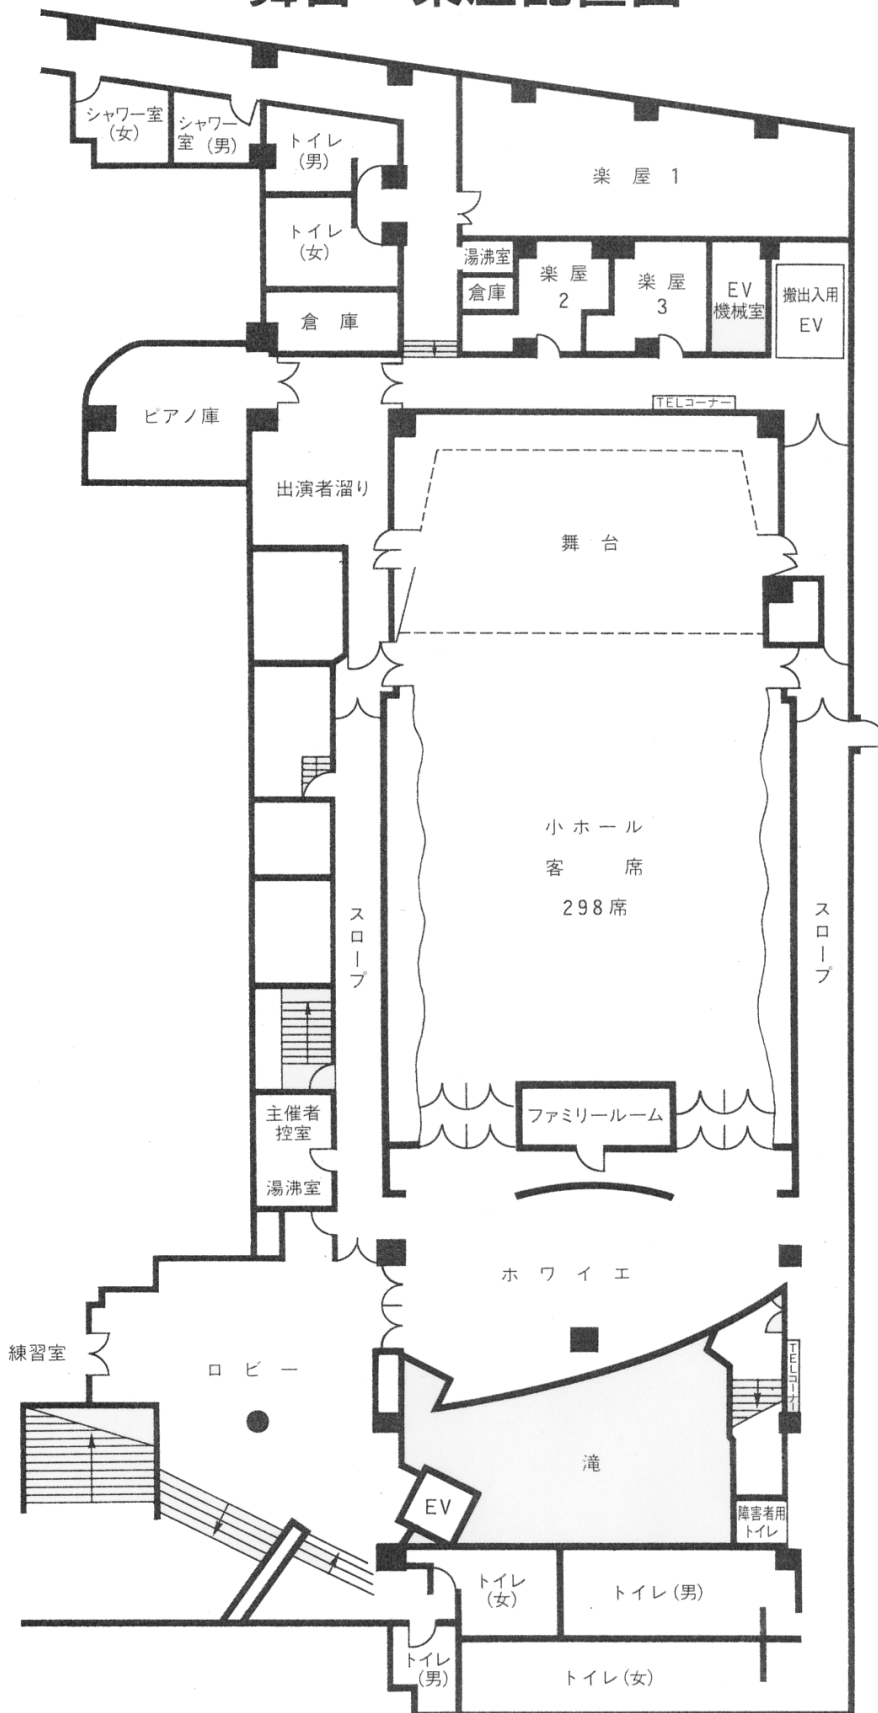 シャワー室
(女)
シャワー
室(男)
トイレ
(男)
楽屋 1
トイレ
(女)
湯沸室
倉庫
楽屋
2
楽屋
3
EV
機械室
搬出入用
EV
倉庫
TELコーナー
ピアノ庫
出演者溜り
舞台
小ホール
客席
298席
スロープ
スロープ
主催者
控室
湯沸室
ファミリールーム
ホワイエ
練習室
ロビー
TELコーナー
滝
EV
障害者用
トイレ
トイレ
(女)
トイレ(男)
トイレ
(男)
トイレ(女)